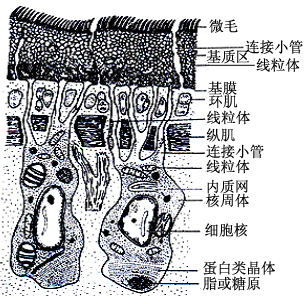 微毛
连接小管
基质区
线粒体
基膜
环肌
线粒体
纵肌
连接小管
线粒体
内质网
核周体
细胞核
蛋白类晶体
脂或糖原